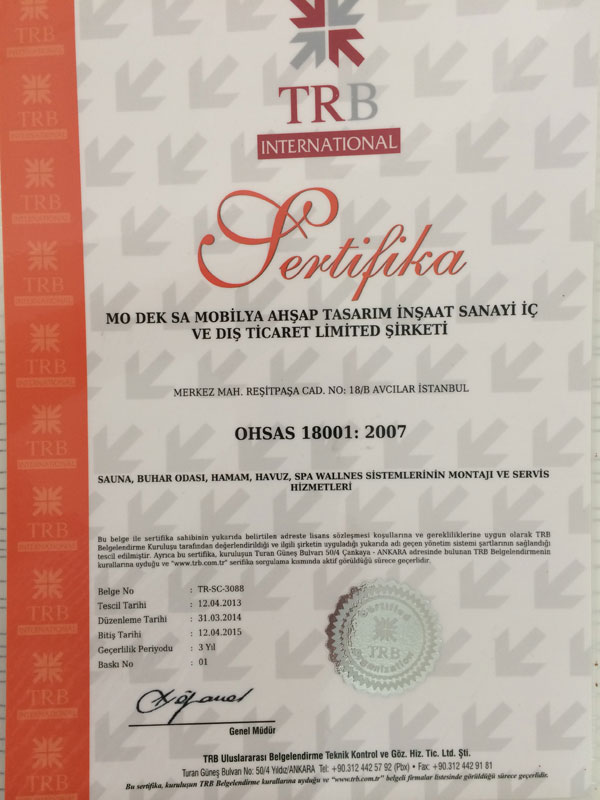 TRB
INTERNATIONAL
Sertifika
MO DEK SA MOBİLYA AHŞAP TASARIM İNŞAAT SANAYİ İÇ
VE DIŞ TİCARET LİMİTED ŞİRKETİ
MERKEZ MAH. REŞİTPAŞA CAD. NO: 18/B AVCILAR İSTANBUL
OHSAS 18001: 2007
SAUNA, BUHAR ODASI, HAMAM, HAVUZ, SPA WALLNES SİSTEMLERİNİN MONTAJI VE SERVİS
HİZMETLERİ
Bu belge ile sertifika sahibinin yukarıda belirtilen adreste lisans sözleşmesi koşullarına ve gerekliliklerine uygun olarak TRB
Belgelendirme Kuruluşu tarafından değerlendirildiği ve ilgili şirketin uyguladığı yukarıda adı geçen yönetim sistemi şartlarının sağlandığı
tescil edilmiştir. Ayrıca bu sertifika, kuruluşun Turan Güneş Bulvarı 50/4 Çankaya - ANKARA adresinde bulunan TRB Belgelendirmenin
kurallarına uyduğu ve "www.trb.com.tr" serifika sorgulama kısmında aktif görüldüğü sürece geçerlidir.
Belge No : TR-SC-3088
Tescil Tarihi : 12.04.2013
Düzenleme Tarihi : 31.03.2014
Bitiş Tarihi : 12.04.2015
Geçerlilik Periyodu : 3 Yıl
Baskı No : 01
Certified
TRB
Organization
Genel Müdür
TRB Uluslararası Belgelendirme Teknik Kontrol ve Göz. Hiz. Tic. Ltd. Şti.
Turan Güneş Bulvarı No: 50/4 Yıldız/ANKARA Tel: +90.312 442 57 92 (Pbx) • Fax: +90.312 442 91 81
Bu sertifika, kuruluşun TRB Belgelendirme kurallarına uyduğu ve "www.trb.com.tr" belgeli firmalar listesinde görüldüğü sürece geçerlidir.